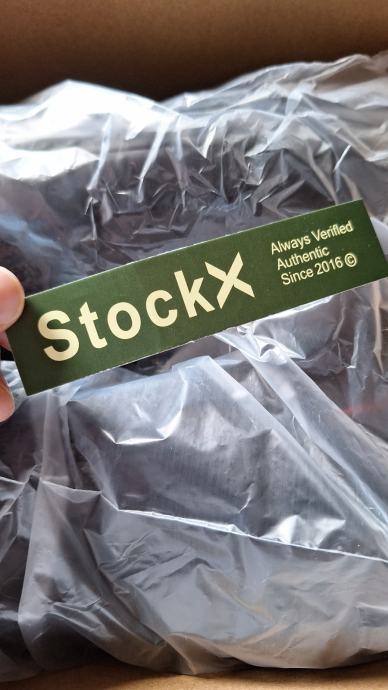 StockX
Always Verified
Authentic
Since 2016 ©